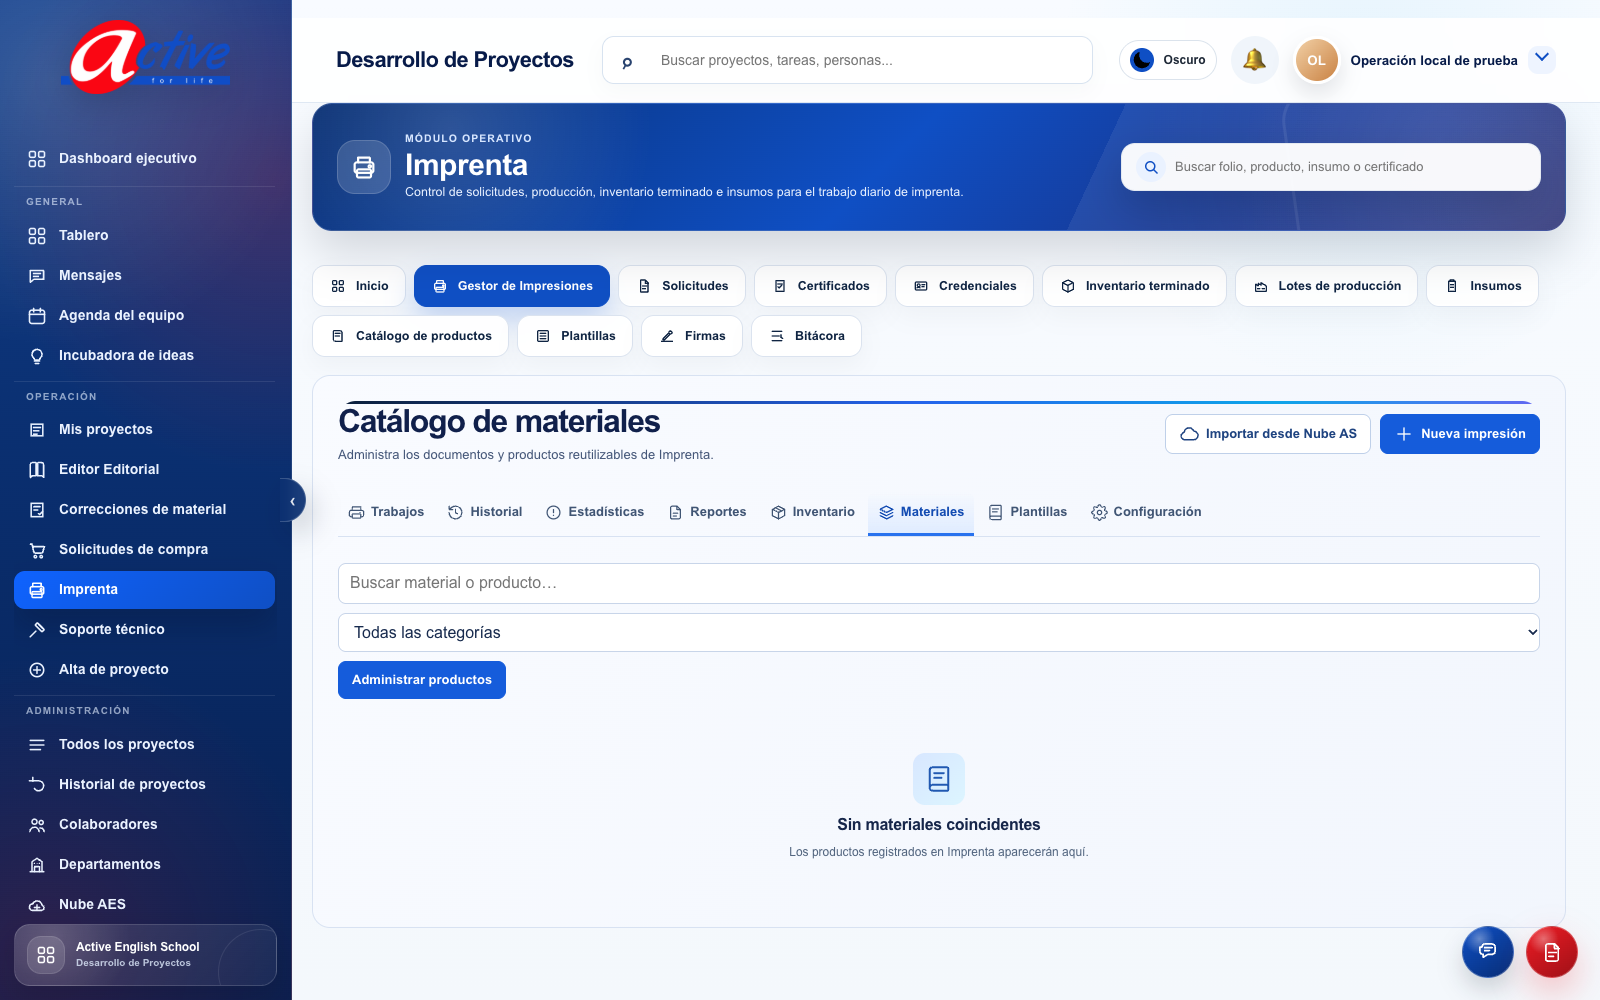 active
for life
Dashboard ejecutivo
GENERAL
Tablero
Mensajes
Agenda del equipo
Incubadora de ideas
OPERACIÓN
Mis proyectos
Editor Editorial
Correcciones de material
Solicitudes de compra
Imprenta
Soporte técnico
Alta de proyecto
ADMINISTRACIÓN
Todos los proyectos
Historial de proyectos
Colaboradores
Departamentos
Nube AES
Active English School
Desarrollo de Proyectos
Desarrollo de Proyectos
Buscar proyectos, tareas, personas...
Oscuro
OL
Operación local de prueba
MÓDULO OPERATIVO
Imprenta
Control de solicitudes, producción, inventario terminado e insumos para el trabajo diario de imprenta.
Buscar folio, producto, insumo o certificado
Inicio
Gestor de Impresiones
Solicitudes
Certificados
Credenciales
Inventario terminado
Lotes de producción
Insumos
Catálogo de productos
Plantillas
Firmas
Bitácora
Catálogo de materiales
Administra los documentos y productos reutilizables de Imprenta.
Importar desde Nube AS
Nueva impresión
Trabajos
Historial
Estadísticas
Reportes
Inventario
Materiales
Plantillas
Configuración
Buscar material o producto…
Todas las categorías
Administrar productos
Sin materiales coincidentes
Los productos registrados en Imprenta aparecerán aquí.